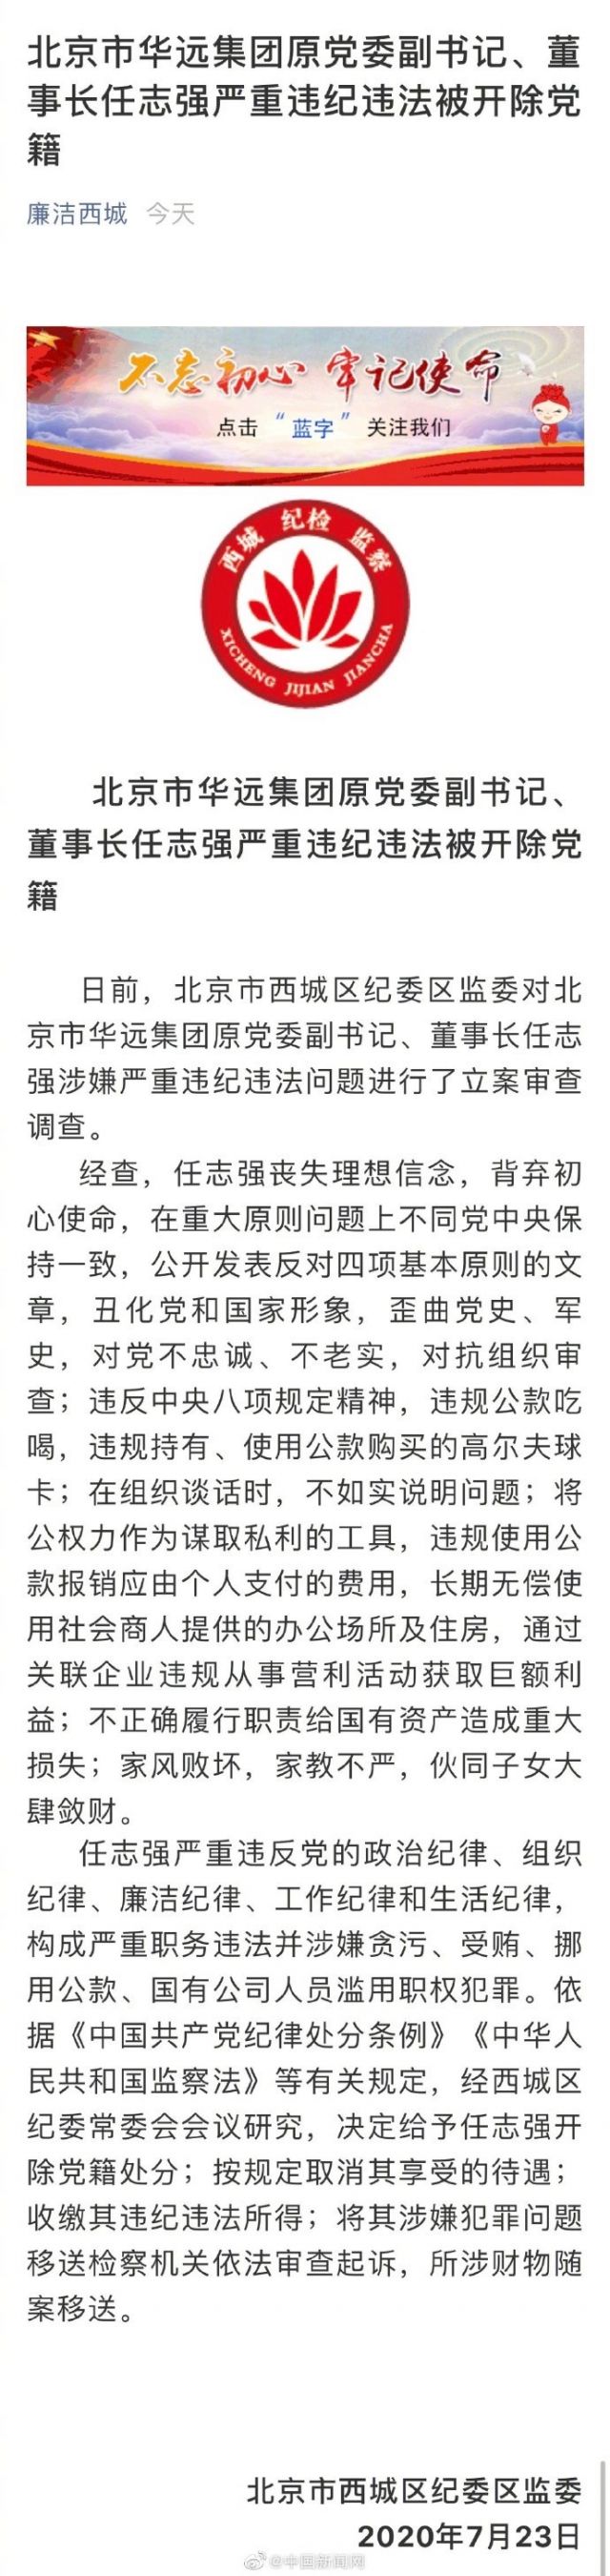 北京市华远集团原党委副书记、董
事长任志强严重违纪违法被开除党
籍
廉洁西城 今天
不忘初心 牢记使命
点击“蓝字”关注我们
西城 纪检 监察
XICHENG JIJIAN JIANCHA
北京市华远集团原党委副书记、
董事长任志强严重违纪违法被开除党
籍
日前，北京市西城区纪委区监委对北
京市华远集团原党委副书记、董事长任志
强涉嫌严重违纪违法问题进行了立案审查
调查。
经查，任志强丧失理想信念，背弃初
心使命，在重大原则问题上不同党中央保
持一致，公开发表反对四项基本原则的文
章，丑化党和国家形象，歪曲党史、军
史，对党不忠诚、不老实，对抗组织审
查；违反中央八项规定精神，违规公款吃
喝，违规持有、使用公款购买的高尔夫球
卡；在组织谈话时，不如实说明问题；将
公权力作为谋取私利的工具，违规使用公
款报销应由个人支付的费用，长期无偿使
用社会商人提供的办公场所及住房，通过
关联企业违规从事营利活动获取巨额利
益；不正确履行职责给国有资产造成重大
损失；家风败坏，家教不严，伙同子女大
肆敛财。
任志强严重违反党的政治纪律、组织
纪律、廉洁纪律、工作纪律和生活纪律，
构成严重职务违法并涉嫌贪污、受贿、挪
用公款、国有公司人员滥用职权犯罪。依
据《中国共产党纪律处分条例》《中华人
民共和国监察法》等有关规定，经西城区
纪委常委会会议研究，决定给予任志强开
除党籍处分；按规定取消其享受的待遇；
收缴其违纪违法所得；将其涉嫌犯罪问题
移送检察机关依法审查起诉，所涉财物随
案移送。
北京市西城区纪委区监委
2020年7月23日
@中国新闻网